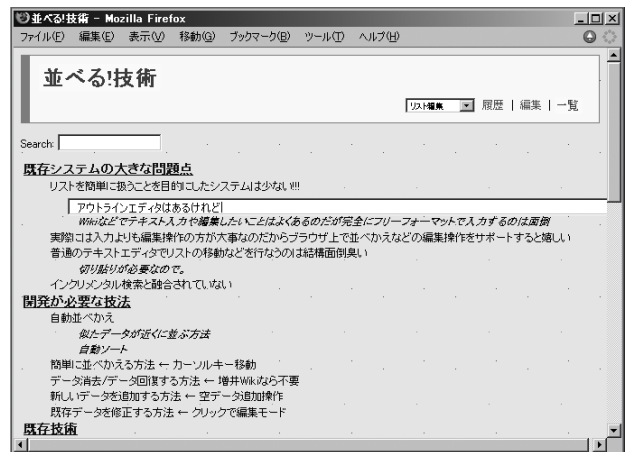 並べる!技術 - Mozilla Firefox
ファイル(F) 編集(E) 表示(V) 移動(G) ブックマーク(B) ツール(T) ヘルプ(H)
並べる!技術
リスト編集 履歴 | 編集 | 一覧
Search:
既存システムの大きな問題点
リストを簡単に扱うことを目的にしたシステムは少ない!!!
アウトラインエディタはあるけれど
Wikiなどでテキスト入力や編集したいことはよくあるのだが完全にフリーフォーマットで入力するのは面倒
実際には入力よりも編集操作の方が大事なのだからブラウザ上で並べかえなどの編集操作をサポートすると嬉しい
普通のテキストエディタでリストの移動などを行なうのは結構面倒臭い
切り貼りが必要なので。
インクリメンタル検索と融合されていない
開発が必要な技法
自動並べかえ
似たデータが近くに並ぶ方法
自動ソート
簡単に並べかえる方法 ← カーソルキー移動
データ消去/データ回復する方法 ← 増井Wikiなら不要
新しいデータを追加する方法 ← 空データ追加操作
既存データを修正する方法 ← クリックで編集モード
既存技術